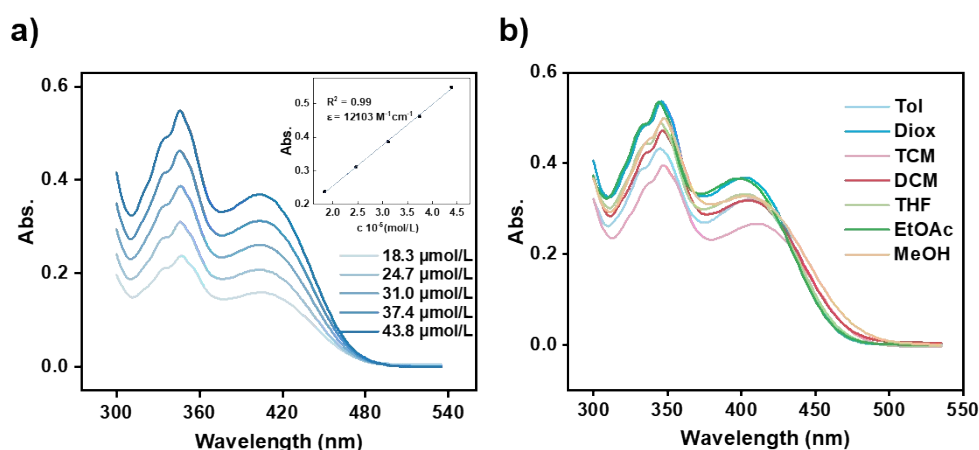 a)
0.6
0.4
0.2
0.0
Abs.
300
360
420
480
540
Wavelength (nm)
R² = 0.99
ε = 12103 M⁻¹cm⁻¹
0.5
0.4
0.3
0.2
Abs.
2.0
2.5
3.0
3.5
4.0
4.5
18.3 μmol/L
24.7 μmol/L
31.0 μmol/L
37.4 μmol/L
43.8 μmol/L
b)
0.6
0.4
0.2
0.0
Abs.
300
350
400
450
500
550
Wavelength (nm)
Tol
Diox
TCM
DCM
THF
EtOAc
MeOH